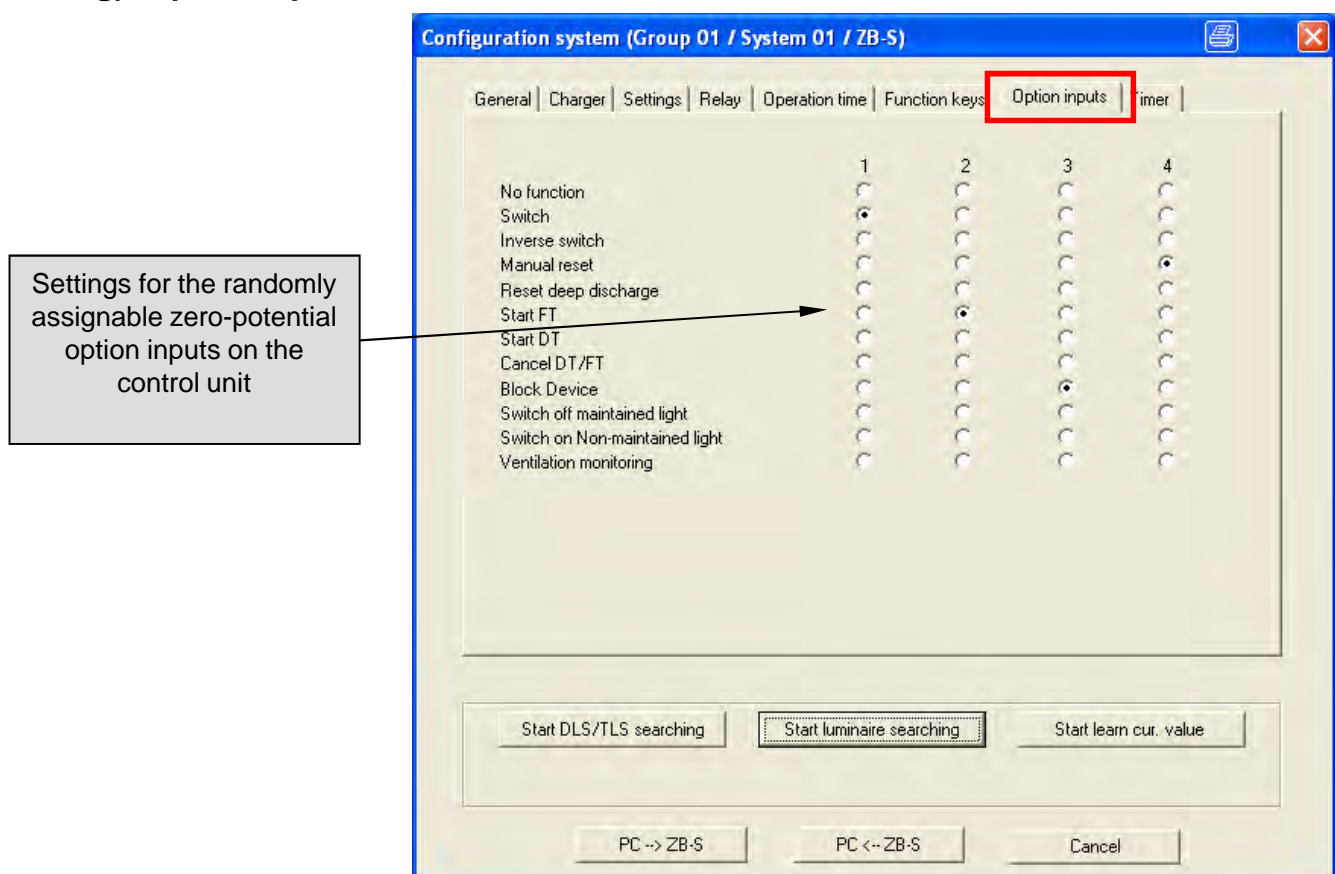 Configuration system (Group 01 / System 01 / ZB-S)
General Charger Settings Relay Operation time Function keys Option inputs Timer
1 2 3 4
No function
Switch
Inverse switch
Manual reset
Reset deep discharge
Start FT
Start DT
Cancel DT/FT
Block Device
Switch off maintained light
Switch on Non-maintained light
Ventilation monitoring
Settings for the randomly
assignable zero-potential
option inputs on the
control unit
Start DLS/TLS searching Start luminaire searching Start learn cur. value
PC --> ZB-S PC <-- ZB-S Cancel